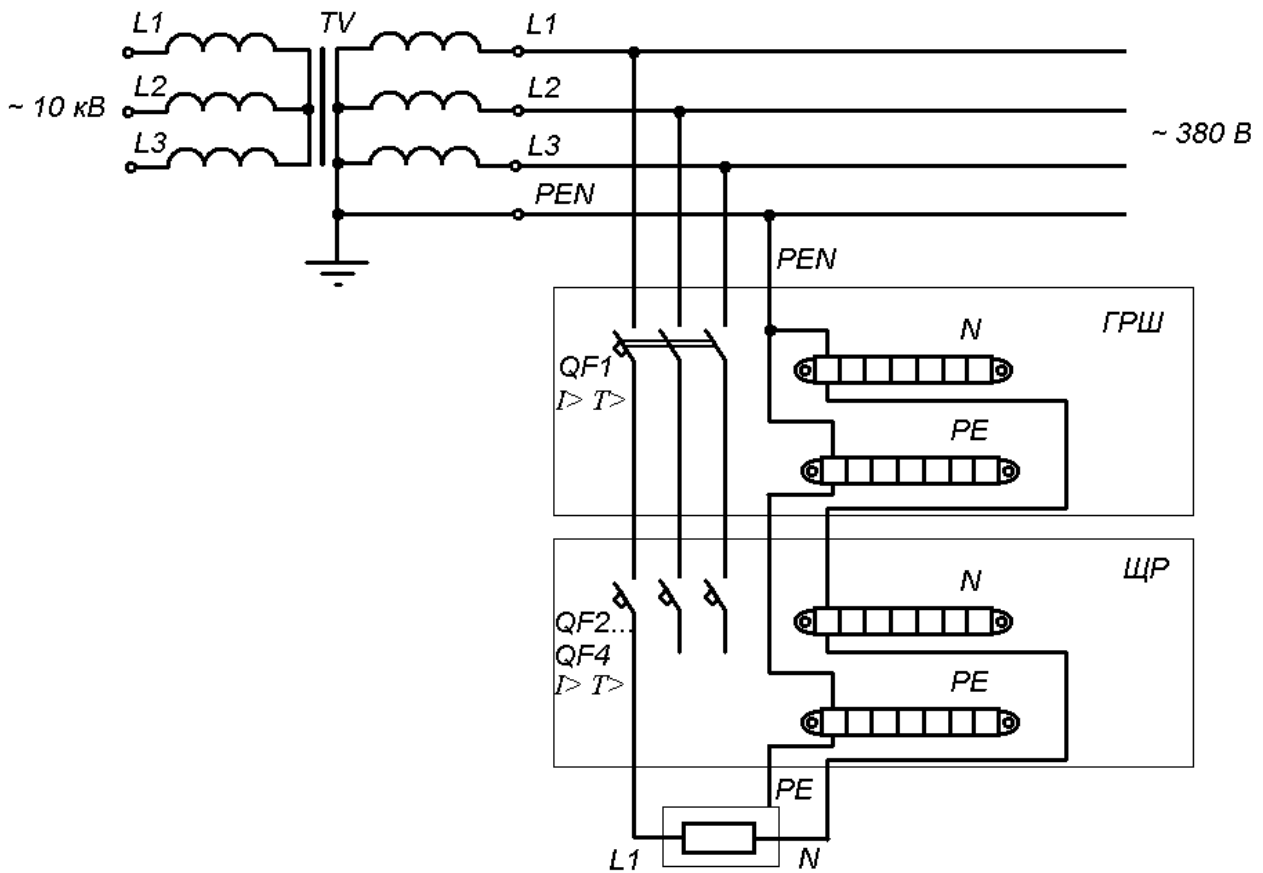 L1
TV
L1
L2
L2
~ 10 кВ
L3
L3
~ 380 В
PEN
PEN
ГРШ
N
QF1
I> T>
PE
ЩР
N
QF2...
QF4
I> T>
PE
PE
L1
N